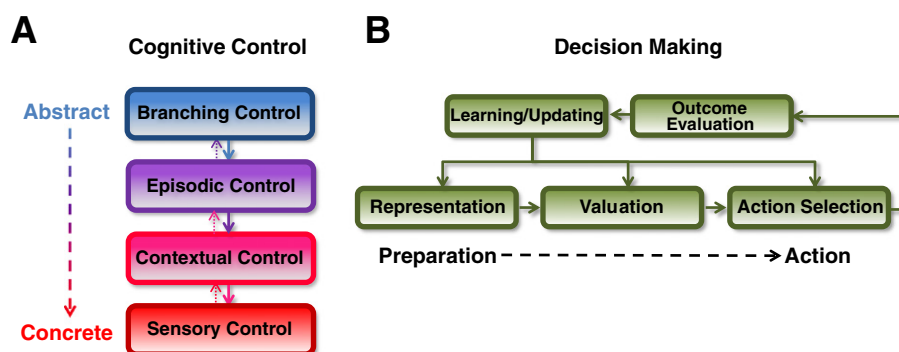 A
Cognitive Control
Abstract
Branching Control
Episodic Control
Contextual Control
Concrete
Sensory Control
B
Decision Making
Learning/Updating
Outcome
Evaluation
Representation
Valuation
Action Selection
Preparation
Action